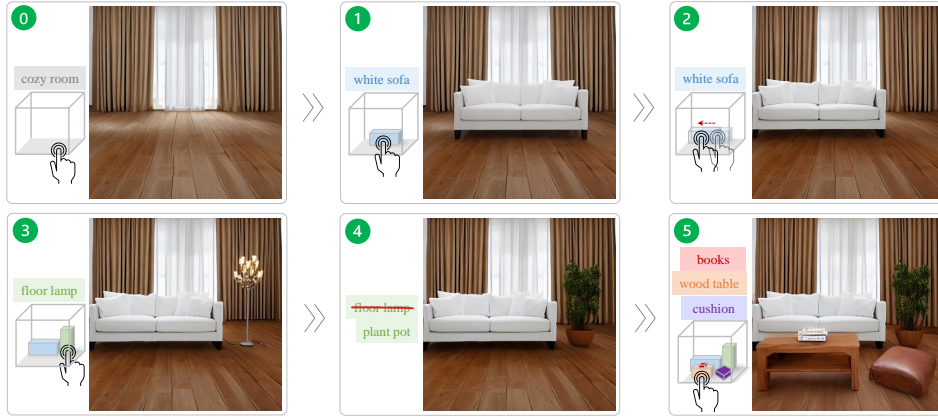 0
cozy room
1
white sofa
2
white sofa
3
floor lamp
4
floor lamp
plant pot
5
books
wood table
cushion